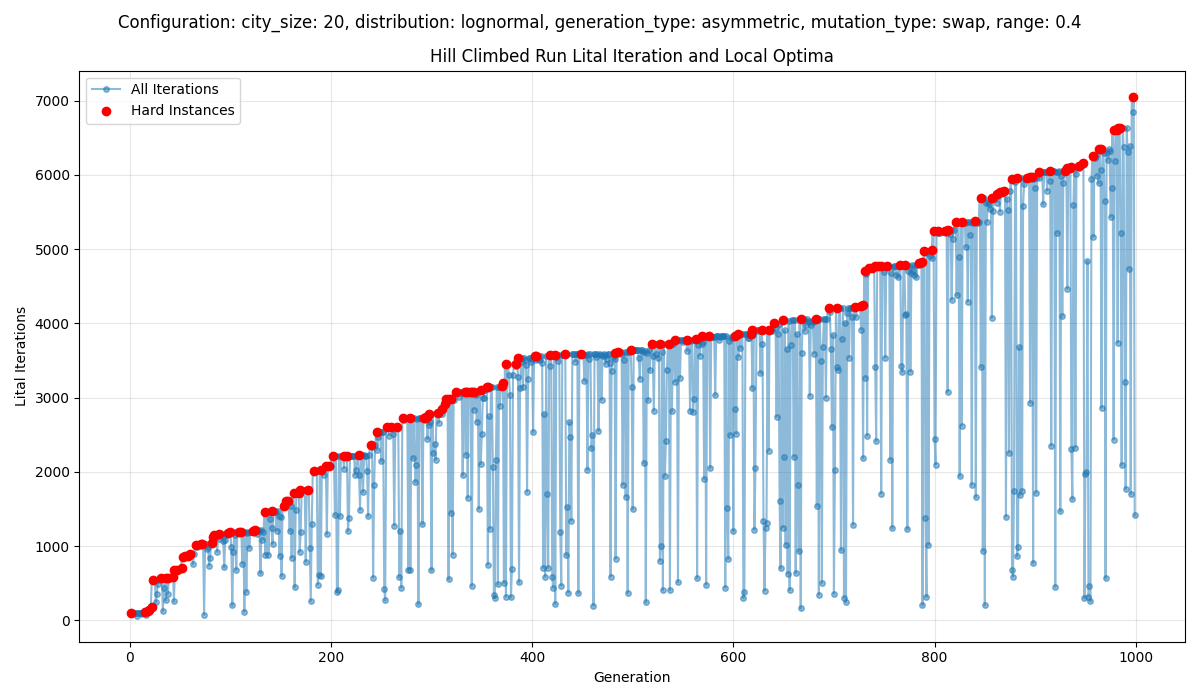 Configuration: city_size: 20, distribution: lognormal, generation_type: asymmetric, mutation_type: swap, range: 0.4
Hill Climbed Run Lital Iteration and Local Optima
All Iterations
Hard Instances
7000
6000
5000
4000
3000
2000
1000
0
Lital Iterations
0 200 400 600 800 1000
Generation